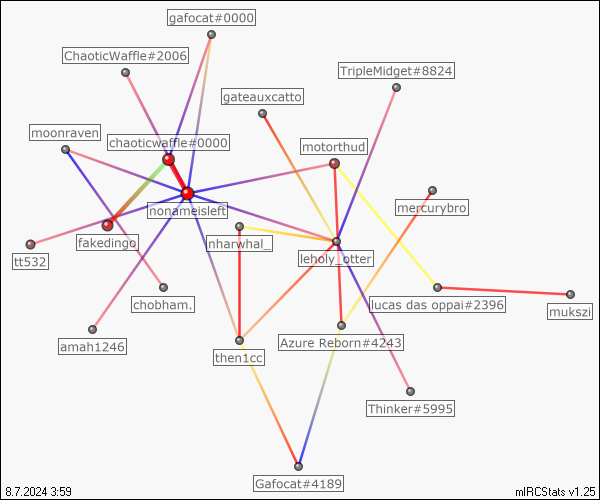 gafocat#0000
ChaoticWaffle#2006
TripleMidget#8824
gateauxcatto
moonraven
chaoticwaffle#0000
motorthud
nonameisleft
mercurybro
fakedingo
nharwhal_
leholy_otter
tt532
chobham.
lucas das oppai#2396
mukszi
amah1246
then1cc
Azure Reborn#4243
Thinker#5995
Gafocat#4189
8.7.2024 3:59
mIRCStats v1.25